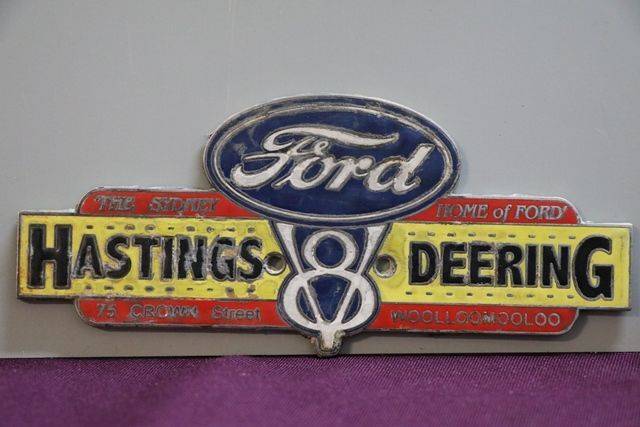 Ford
THE SYDNEY HOME of FORD
HASTINGS V8 DEERING
75 CROWN Street WOOLLOOMOOLOO